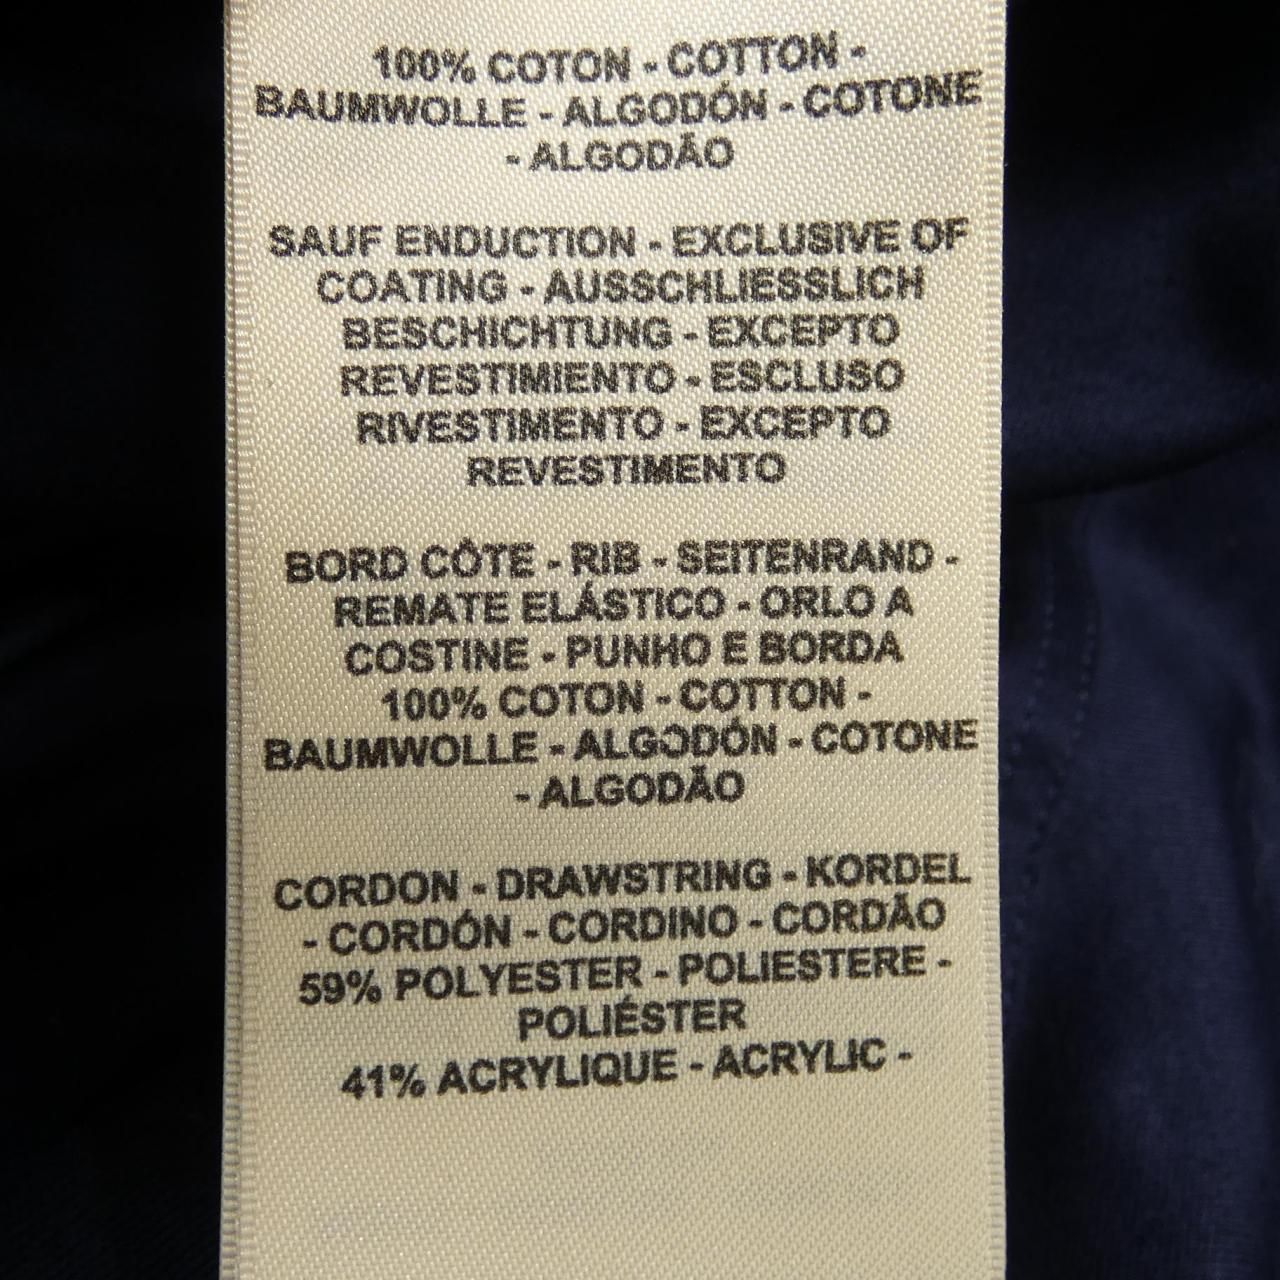 100% COTON - COTTON -
BAUMWOLLE - ALGODÓN - COTONE
- ALGODÃO
SAUF ENDUCTION - EXCLUSIVE OF
COATING - AUSSCHLIESSLICH
BESCHICHTUNG - EXCEPTO
REVESTIMIENTO - ESCLUSO
RIVESTIMENTO - EXCEPTO
REVESTIMENTO
BORD CÔTE - RIB - SEITENRAND -
REMATE ELÁSTICO - ORLO A
COSTINE - PUNHO E BORDA
100% COTON - COTTON -
BAUMWOLLE - ALGODÓN - COTONE
- ALGODÃO
CORDON - DRAWSTRING - KORDEL
- CORDÓN - CORDINO - CORDÃO
59% POLYESTER - POLIESTERE -
POLIÉSTER
41% ACRYLIQUE - ACRYLIC -